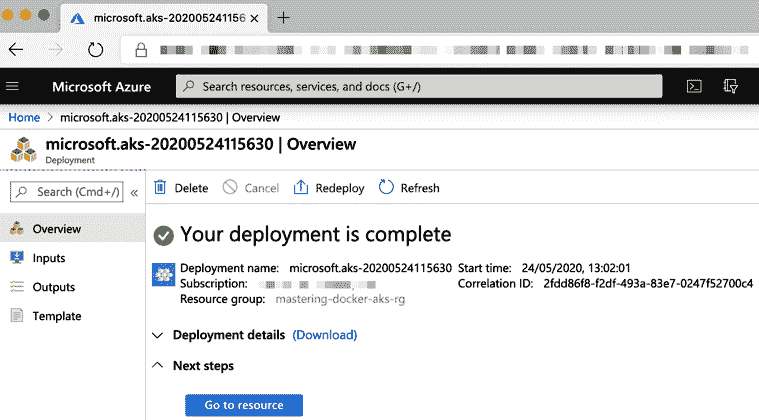 microsoft.aks-202005241156
Microsoft Azure
Search resources, services, and docs (G+/)
Home > microsoft.aks-20200524115630 | Overview
microsoft.aks-20200524115630 | Overview
Deployment
Search (Cmd+/)
«
Delete
Cancel
Redeploy
Refresh
Overview
Inputs
Outputs
Template
Your deployment is complete
Deployment name: microsoft.aks-20200524115630 Start time: 24/05/2020, 13:02:01
Subscription: Correlation ID: 2fdd86f8-f2df-493a-83e7-0247f52700c4
Resource group: mastering-docker-aks-rg
Deployment details (Download)
Next steps
Go to resource